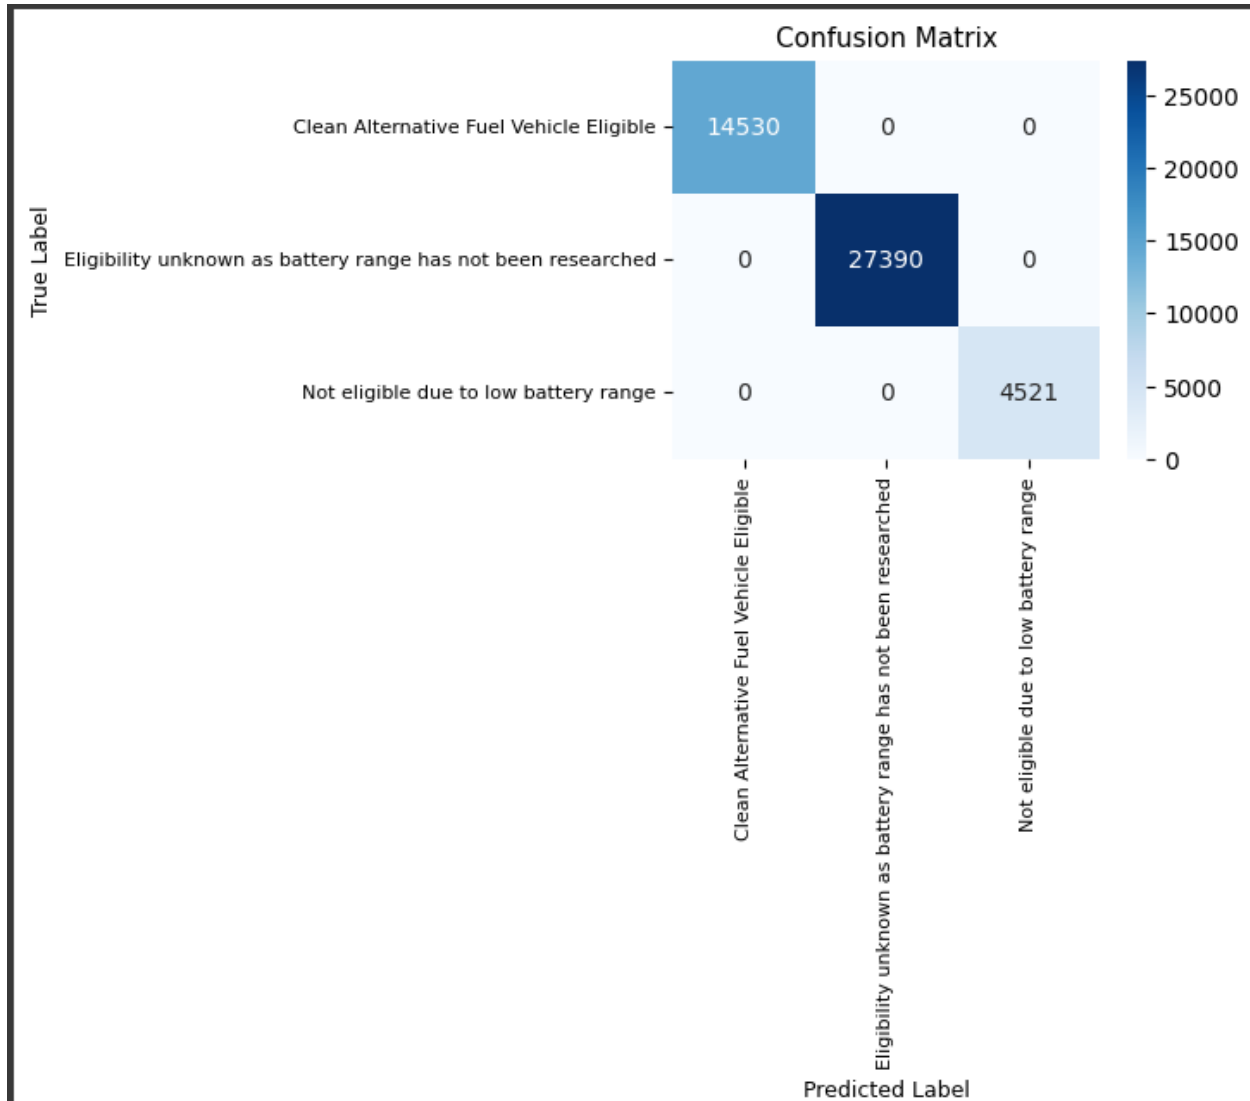 Confusion Matrix
True Label
Clean Alternative Fuel Vehicle Eligible
14530 0 0
Eligibility unknown as battery range has not been researched
0 27390 0
Not eligible due to low battery range
0 0 4521
25000
20000
15000
10000
5000
0
Clean Alternative Fuel Vehicle Eligible
Eligibility unknown as battery range has not been researched
Not eligible due to low battery range
Predicted Label